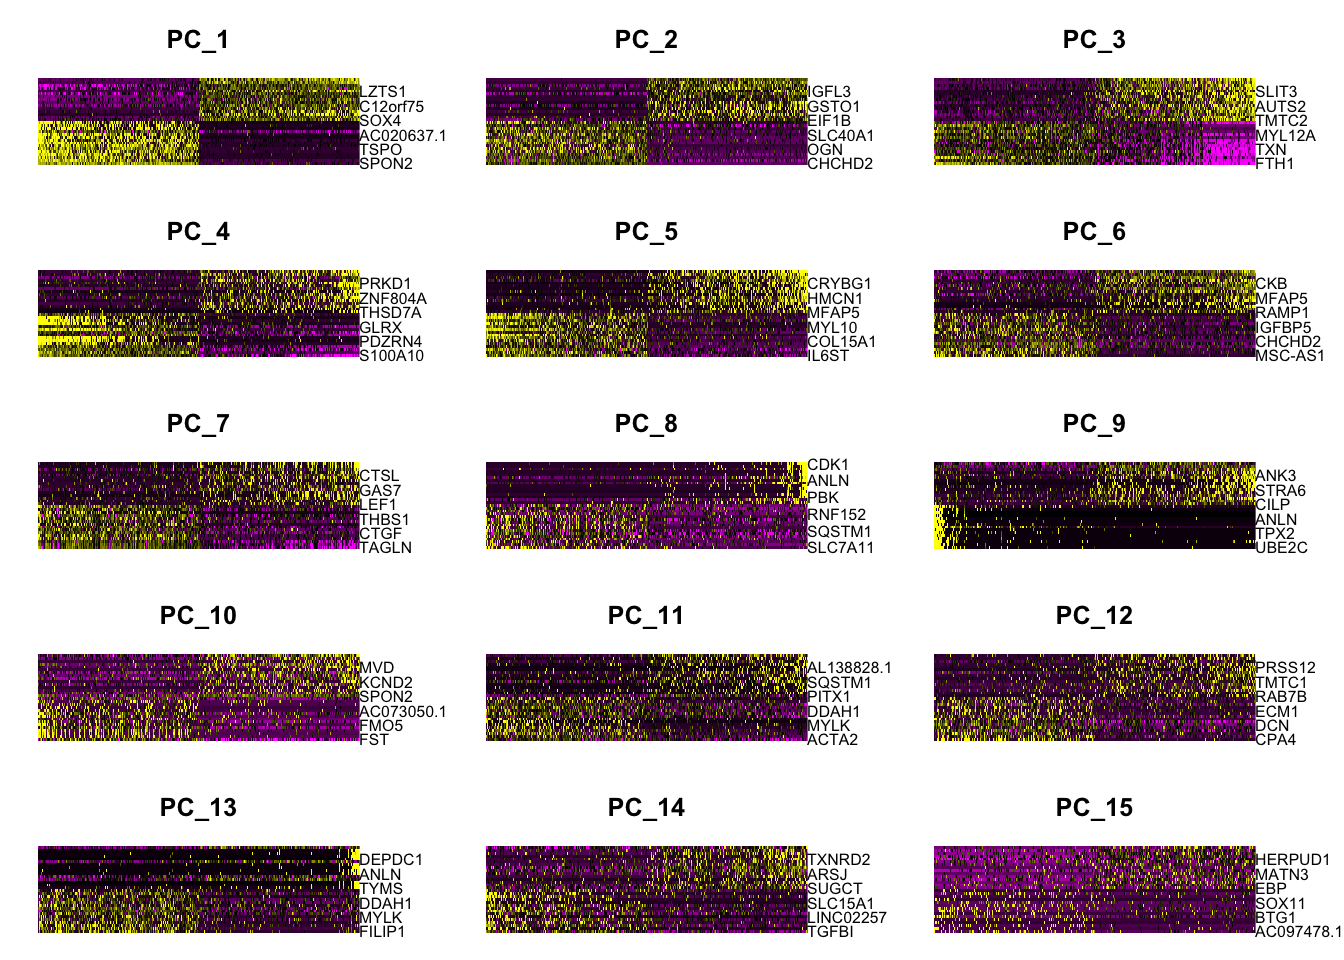 PC_1
LZTS1
C12orf75
SOX4
AC020637.1
TSPO
SPON2
PC_2
IGFL3
GSTO1
EIF1B
SLC40A1
OGN
CHCHD2
PC_3
SLIT3
AUTS2
TMTC2
MYL12A
TXN
FTH1
PC_4
PRKD1
ZNF804A
THSD7A
GLRX
PDZRN4
S100A10
PC_5
CRYBG1
HMCN1
MFAP5
MYL10
COL15A1
IL6ST
PC_6
CKB
MFAP5
RAMP1
IGFBP5
CHCHD2
MSC-AS1
PC_7
CTSL
GAS7
LEF1
THBS1
CTGF
TAGLN
PC_8
CDK1
ANLN
PBK
RNF152
SQSTM1
SLC7A11
PC_9
ANK3
STRA6
CILP
ANLN
TPX2
UBE2C
PC_10
MVD
KCND2
SPON2
AC073050.1
FMO5
FST
PC_11
AL138828.1
SQSTM1
PITX1
DDAH1
MYLK
ACTA2
PC_12
PRSS12
TMTC1
RAB7B
ECM1
DCN
CPA4
PC_13
DEPDC1
ANLN
TYMS
DDAH1
MYLK
FILIP1
PC_14
TXNRD2
ARSJ
SUGCT
SLC15A1
LINC02257
TGFBI
PC_15
HERPUD1
MATN3
EBP
SOX11
BTG1
AC097478.1